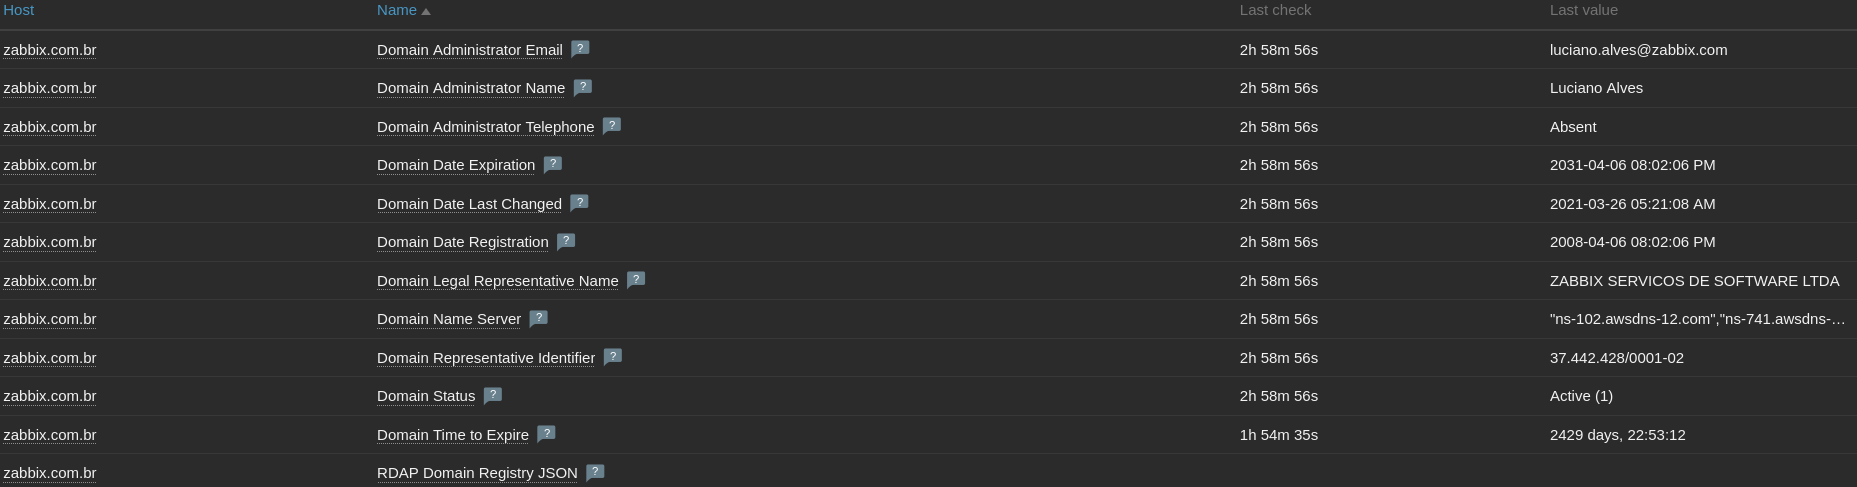 Host Name Last check Last value
zabbix.com.br Domain Administrator Email ? 2h 58m 56s luciano.alves@zabbix.com
zabbix.com.br Domain Administrator Name ? 2h 58m 56s Luciano Alves
zabbix.com.br Domain Administrator Telephone ? 2h 58m 56s Absent
zabbix.com.br Domain Date Expiration ? 2h 58m 56s 2031-04-06 08:02:06 PM
zabbix.com.br Domain Date Last Changed ? 2h 58m 56s 2021-03-26 05:21:08 AM
zabbix.com.br Domain Date Registration ? 2h 58m 56s 2008-04-06 08:02:06 PM
zabbix.com.br Domain Legal Representative Name ? 2h 58m 56s ZABBIX SERVICOS DE SOFTWARE LTDA
zabbix.com.br Domain Name Server ? 2h 58m 56s "ns-102.awsdns-12.com","ns-741.awsdns-…
zabbix.com.br Domain Representative Identifier ? 2h 58m 56s 37.442.428/0001-02
zabbix.com.br Domain Status ? 2h 58m 56s Active (1)
zabbix.com.br Domain Time to Expire ? 1h 54m 35s 2429 days, 22:53:12
zabbix.com.br RDAP Domain Registry JSON ?